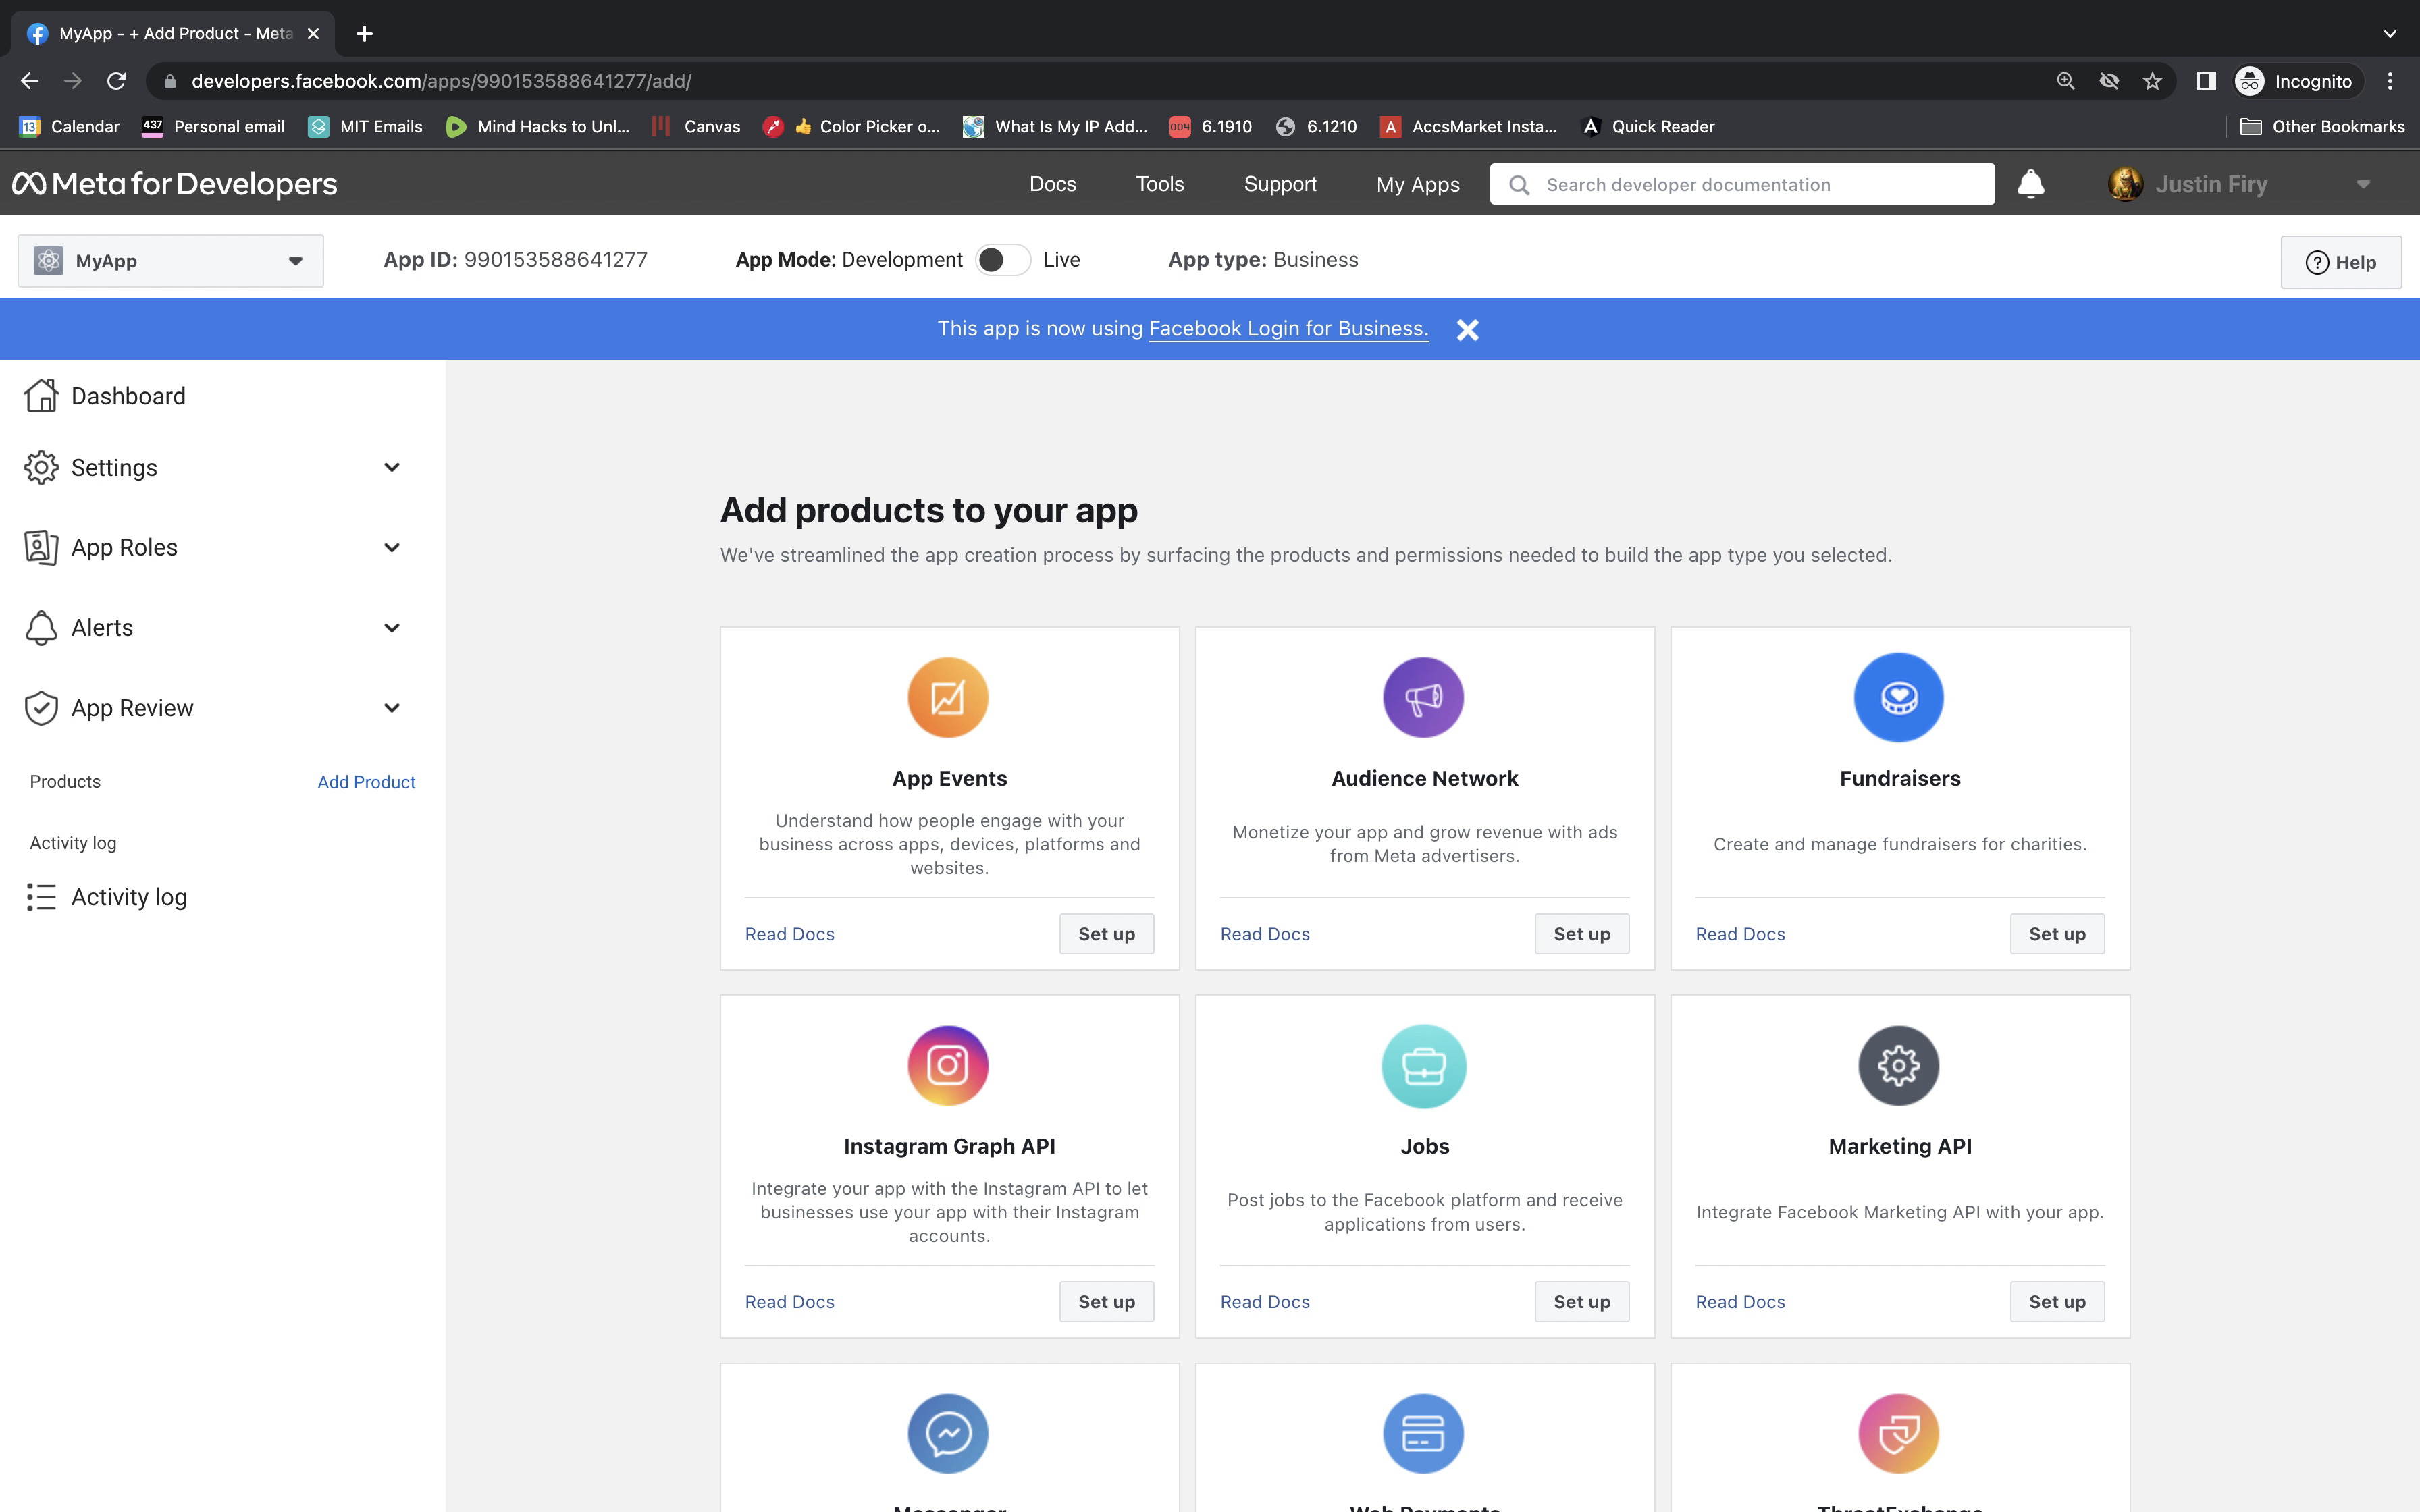 MyApp - + Add Product - Meta
developers.facebook.com/apps/990153588641277/add/
Incognito
13 Calendar
437 Personal email
MIT Emails
Mind Hacks to Unl...
Canvas
👍 Color Picker o...
What Is My IP Add...
004 6.1910
6.1210
A AccsMarket Insta...
Quick Reader
Other Bookmarks
Meta for Developers
Docs
Tools
Support
My Apps
Search developer documentation
Justin Firy
MyApp
App ID: 990153588641277
App Mode: Development
Live
App type: Business
? Help
This app is now using Facebook Login for Business.
Dashboard
Settings
App Roles
Alerts
App Review
Products
Add Product
Activity log
Activity log
Add products to your app
We've streamlined the app creation process by surfacing the products and permissions needed to build the app type you selected.
App Events
Understand how people engage with your
business across apps, devices, platforms and
websites.
Read Docs
Set up
Audience Network
Monetize your app and grow revenue with ads
from Meta advertisers.
Read Docs
Set up
Fundraisers
Create and manage fundraisers for charities.
Read Docs
Set up
Instagram Graph API
Integrate your app with the Instagram API to let
businesses use your app with their Instagram
accounts.
Read Docs
Set up
Jobs
Post jobs to the Facebook platform and receive
applications from users.
Read Docs
Set up
Marketing API
Integrate Facebook Marketing API with your app.
Read Docs
Set up
Messenger
Web Payments
ThreatExchange